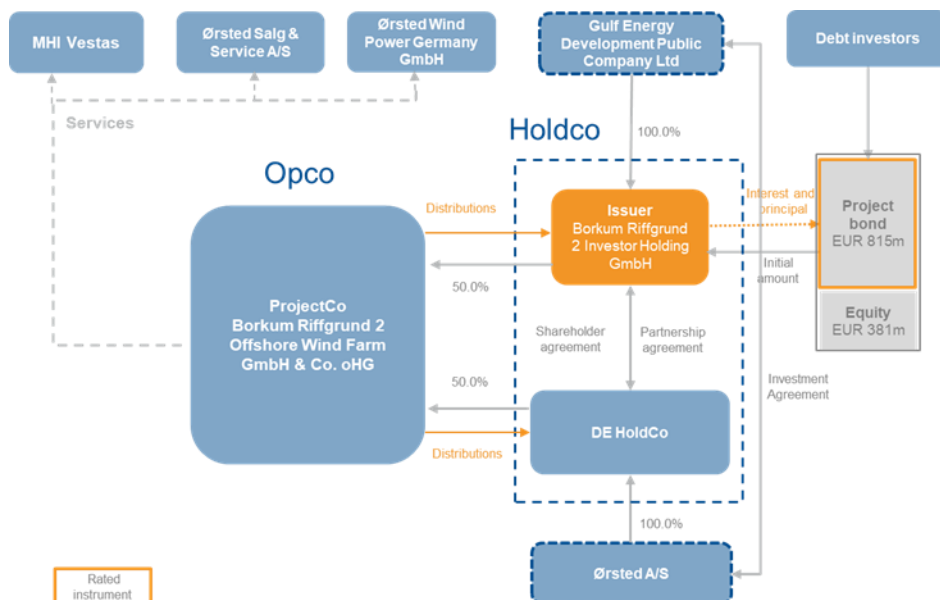 MHI Vestas
Ørsted Salg &
Service A/S
Ørsted Wind
Power Germany
GmbH
Gulf Energy
Development Public
Company Ltd
Debt investors
Services
100.0%
Holdco
Opco
Distributions
Issuer
Borkum Riffgrund
2 Investor Holding
GmbH
Interest and
principal
Project
bond
EUR 815m
Initial
amount
50.0%
Equity
EUR 381m
ProjectCo
Borkum Riffgrund 2
Offshore Wind Farm
GmbH & Co. oHG
Shareholder
agreement
Partnership
agreement
Investment
Agreement
50.0%
DE HoldCo
Distributions
100.0%
Ørsted A/S
Rated
instrument